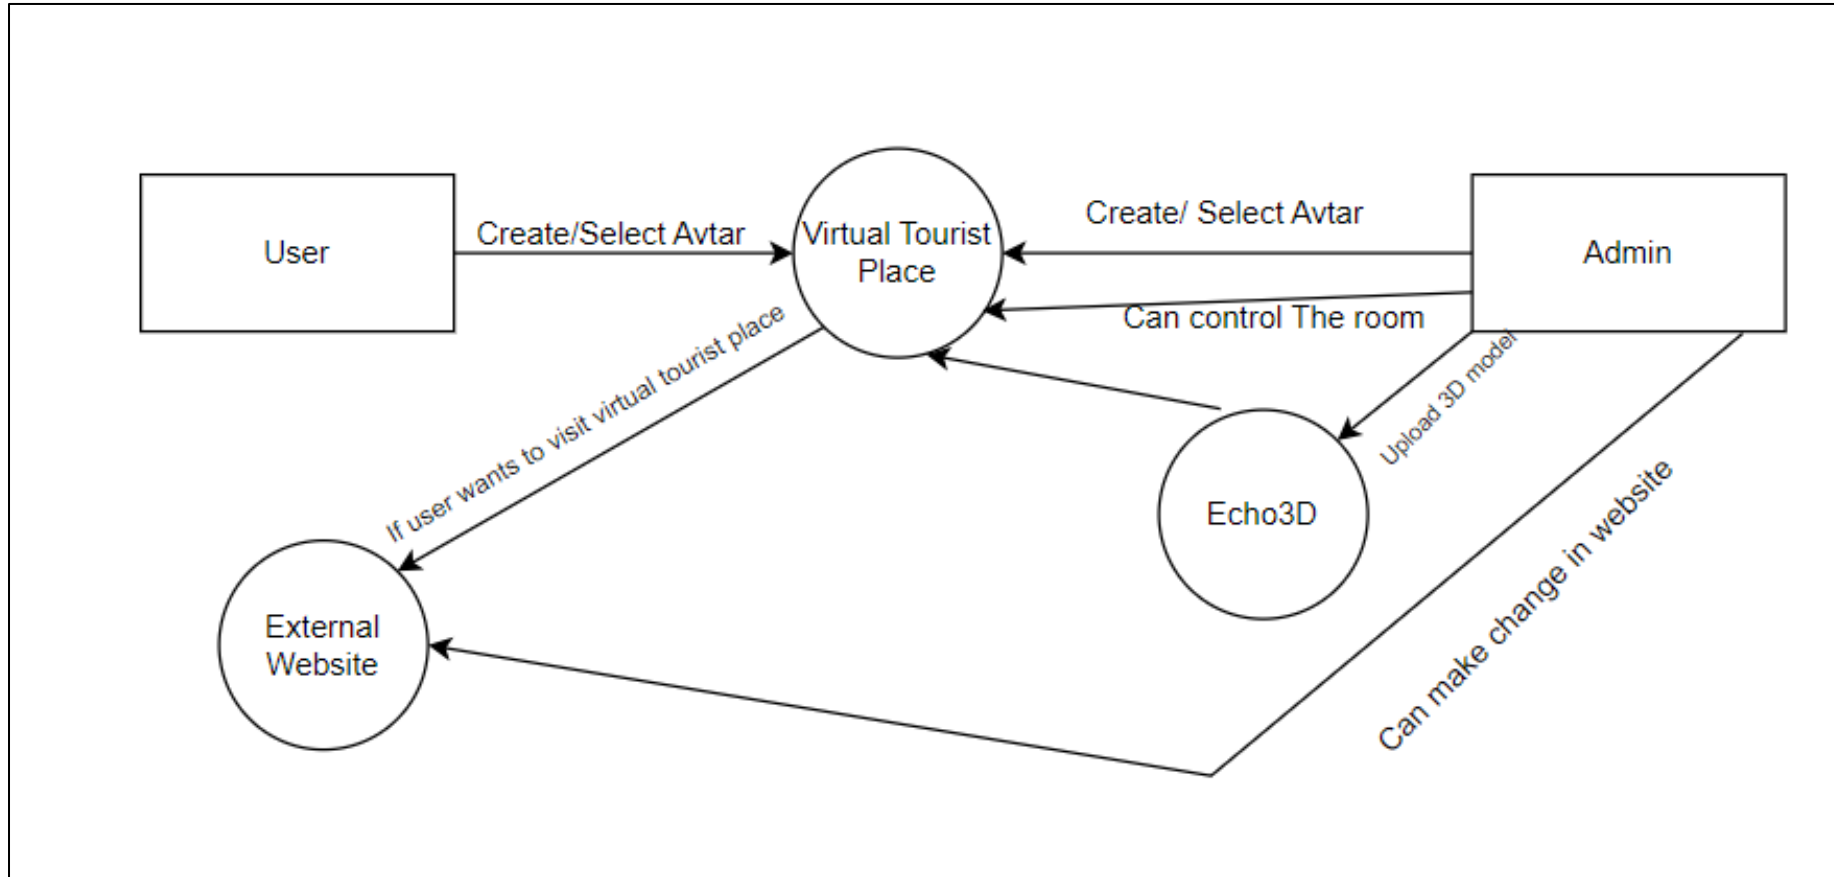 User
Create/Select Avtar
Virtual Tourist
Place
Create/ Select Avtar
Admin
Can control The room
If user wants to visit virtual tourist place
Upload 3D model
Echo3D
Can make change in website
External
Website